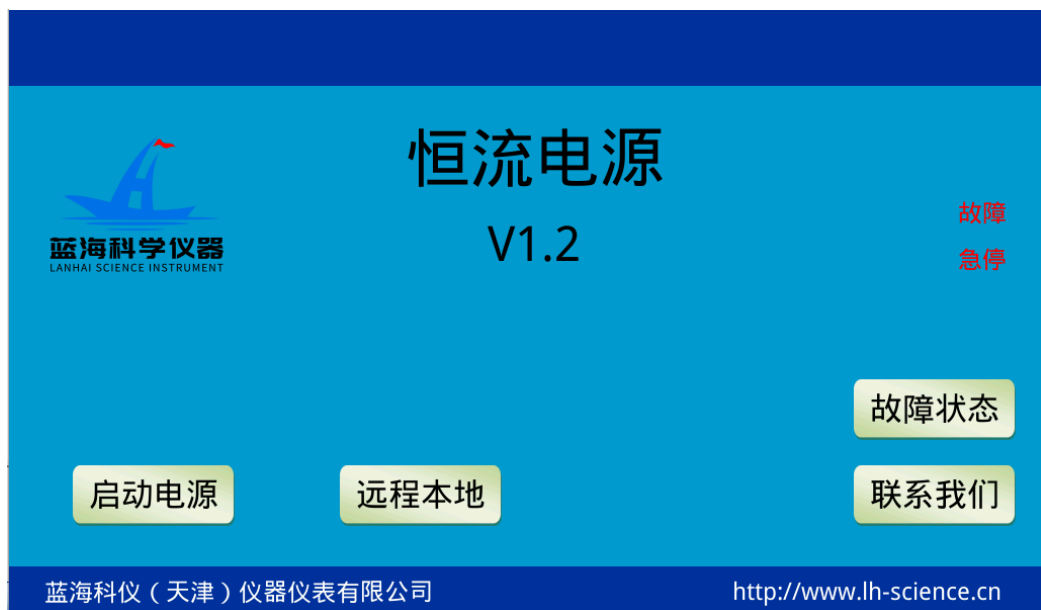 恒流电源
V1.2
蓝海科学仪器
LANHAI SCIENCE INSTRUMENT
故障
急停
故障状态
启动电源
远程本地
联系我们
蓝海科仪（天津）仪器仪表有限公司
http://www.lh-science.cn